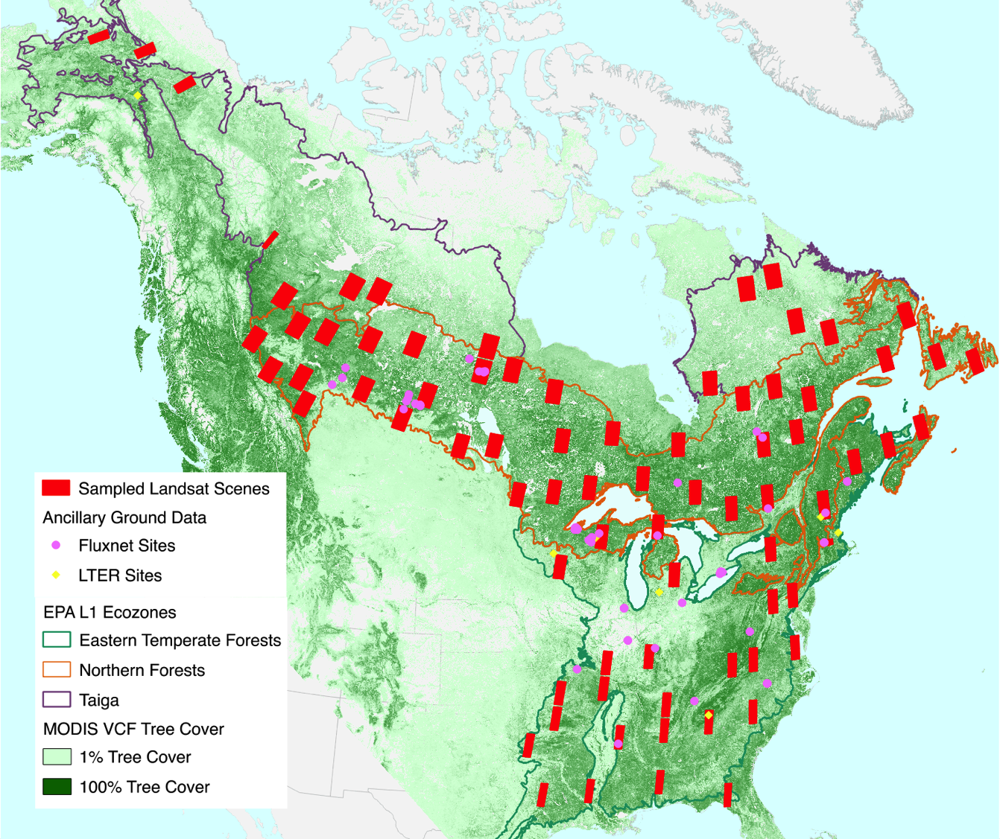 Sampled Landsat Scenes
Ancillary Ground Data
Fluxnet Sites
LTER Sites
EPA L1 Ecozones
Eastern Temperate Forests
Northern Forests
Taiga
MODIS VCF Tree Cover
1% Tree Cover
100% Tree Cover